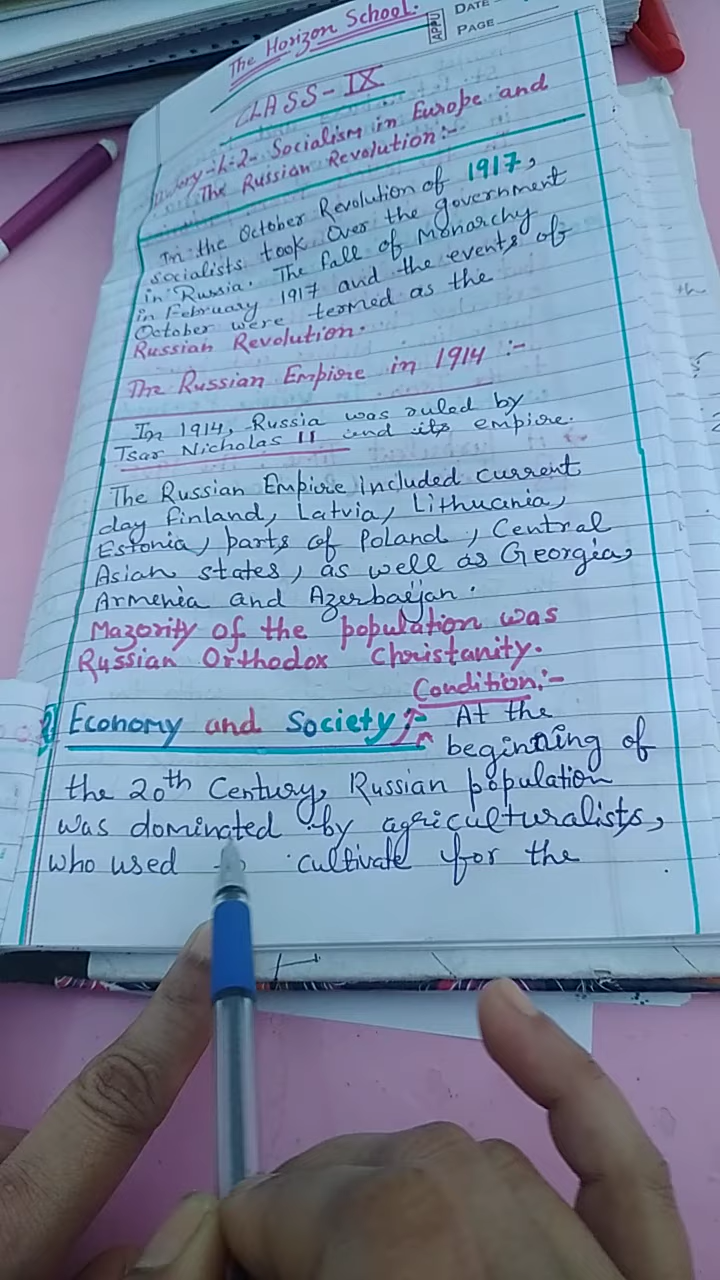 The Horizon School.
APPU
DATE
PAGE
CLASS-IX
History-ch-2- Socialism in Europe and
The Russian Revolution:-
In the October Revolution of 1917,
socialists took over the government
in Russia. The fall of Monarchy
in February 1917 and the events of
October were termed as the
Russian Revolution.
The Russian Empire in 1914 :-
In 1914, Russia was ruled by
Tsar Nicholas II and its empire.
The Russian Empire included current
day Finland, Latvia, Lithuania,
Estonia, parts of Poland, Central
Asian states, as well as Georgia,
Armenia and Azerbaijan.
Mazority of the population was
Russian Orthodox Christanity.
Condition:-
Economy and Society:- At the
beginning of
the 20th Century, Russian population
was dominated by agriculturalists,
who used cultivate for the